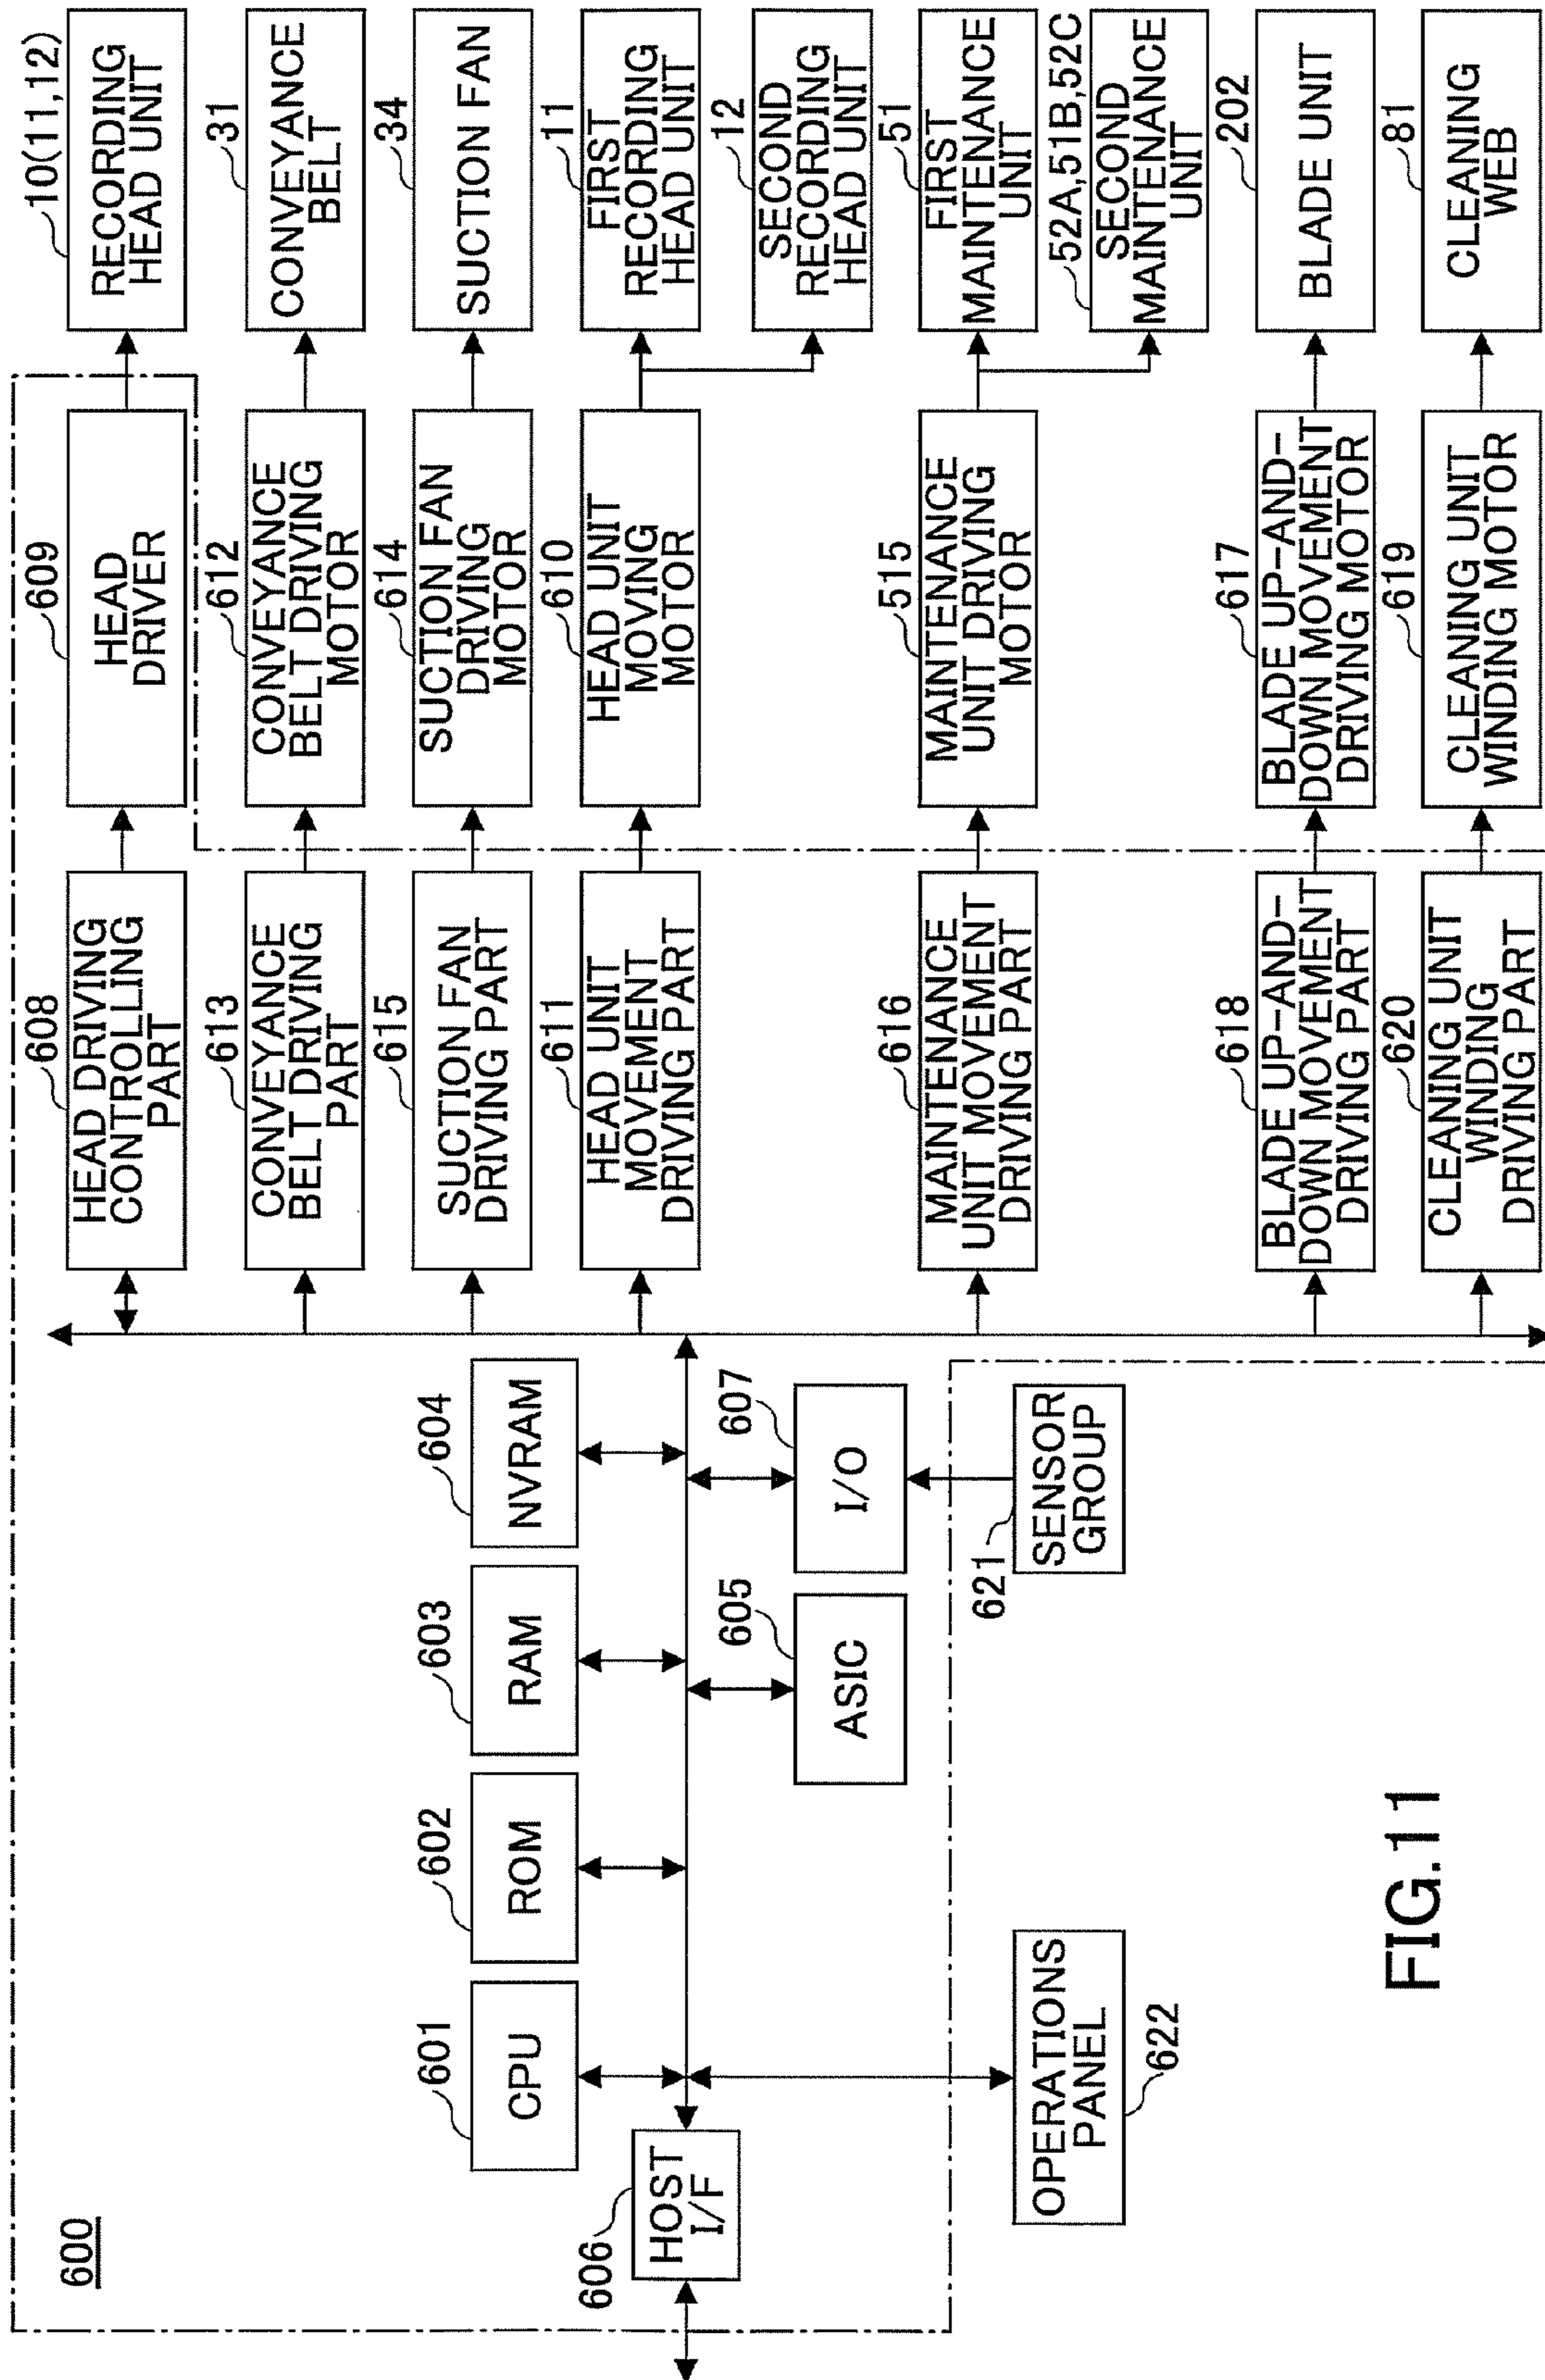 600
606
HOST
I/F
601
CPU
602
ROM
603
RAM
604
NVRAM
605
ASIC
607
I/O
OPERATIONS
PANEL
622
621
SENSOR
GROUP
608
HEAD DRIVING
CONTROLLING
PART
609
HEAD
DRIVER
10(11,12)
RECORDING
HEAD UNIT
613
CONVEYANCE
BELT DRIVING
PART
612
CONVEYANCE
BELT DRIVING
MOTOR
31
CONVEYANCE
BELT
615
SUCTION FAN
DRIVING PART
614
SUCTION FAN
DRIVING
MOTOR
34
SUCTION FAN
611
HEAD UNIT
MOVEMENT
DRIVING PART
610
HEAD UNIT
MOVING
MOTOR
11
FIRST
RECORDING
HEAD UNIT
12
SECOND
RECORDING
HEAD UNIT
616
MAINTENANCE
UNIT MOVEMENT
DRIVING PART
515
MAINTENANCE
UNIT DRIVING
MOTOR
51
FIRST
MAINTENANCE
UNIT
52A,51B,52C
SECOND
MAINTENANCE
UNIT
618
BLADE UP-AND-
DOWN MOVEMENT
DRIVING PART
617
BLADE UP-AND-
DOWN MOVEMENT
DRIVING MOTOR
202
BLADE UNIT
620
CLEANING UNIT
WINDING
DRIVING PART
619
CLEANING UNIT
WINDING MOTOR
81
CLEANING
WEB
FIG.11